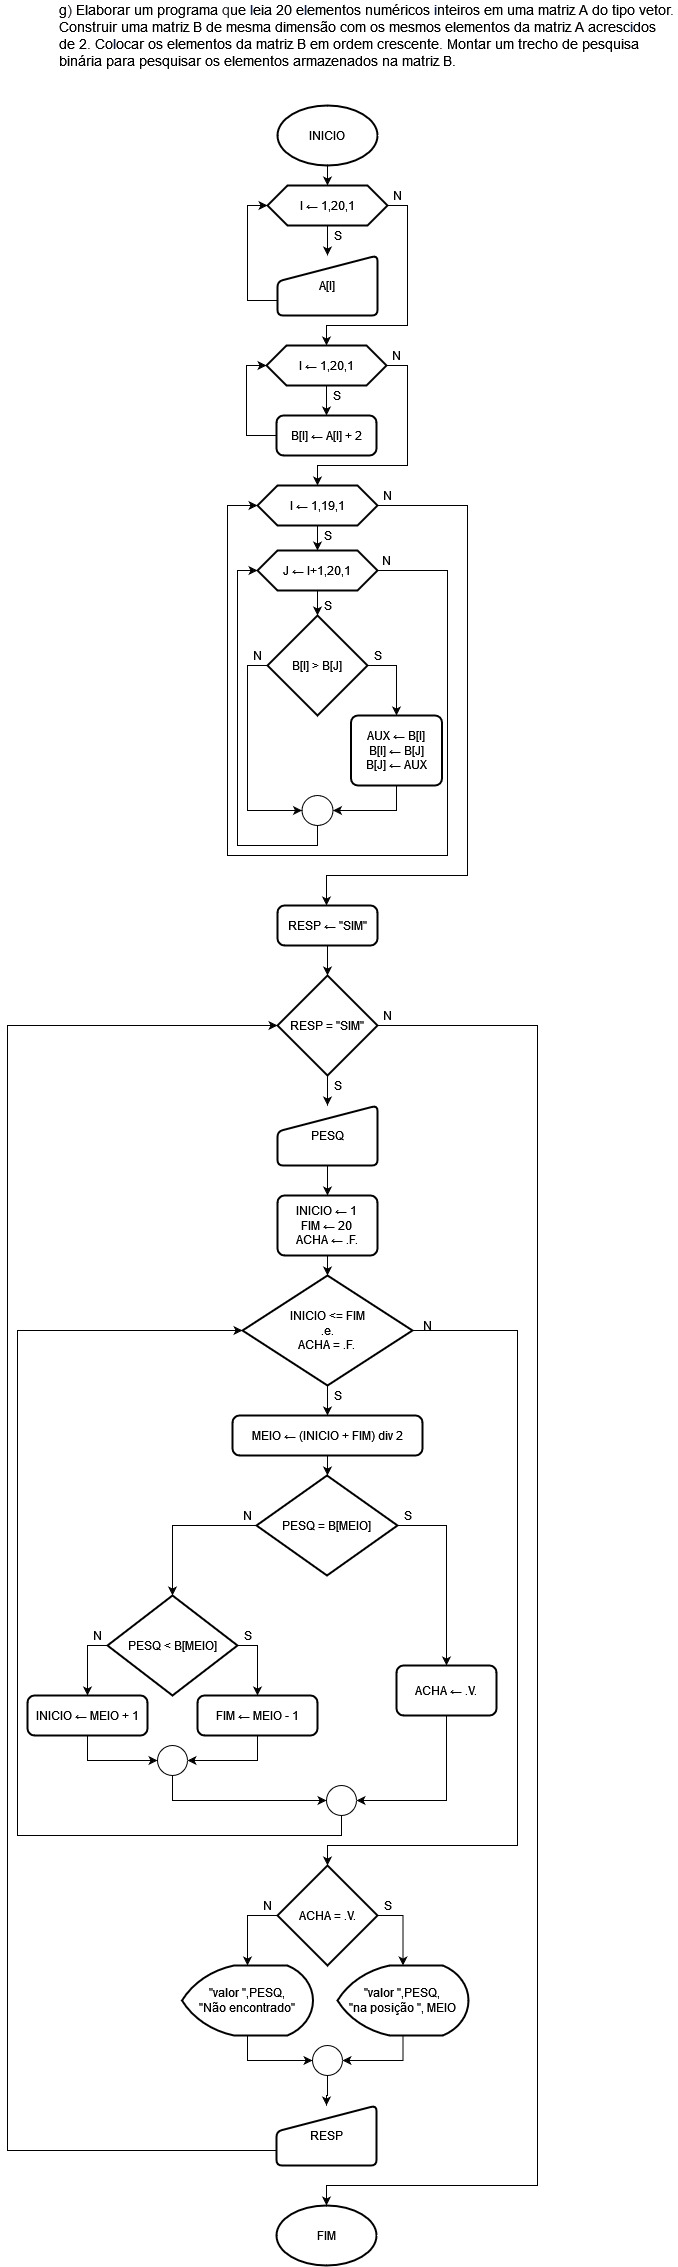 g) Elaborar um programa que leia 20 elementos numéricos inteiros em uma matriz A do tipo vetor.
Construir uma matriz B de mesma dimensão com os mesmos elementos da matriz A acrescidos
de 2. Colocar os elementos da matriz B em ordem crescente. Montar um trecho de pesquisa
binária para pesquisar os elementos armazenados na matriz B.
INICIO
I ← 1,20,1
N
S
A[I]
I ← 1,20,1
N
S
B[I] ← A[I] + 2
I ← 1,19,1
N
S
J ← I+1,20,1
N
S
B[I] > B[J]
N
S
AUX ← B[I]
B[I] ← B[J]
B[J] ← AUX
RESP ← "SIM"
RESP = "SIM"
N
S
PESQ
INICIO ← 1
FIM ← 20
ACHA ← .F.
INICIO <= FIM
.e.
ACHA = .F.
N
S
MEIO ← (INICIO + FIM) div 2
PESQ = B[MEIO]
N
S
PESQ < B[MEIO]
N
S
ACHA ← .V.
INICIO ← MEIO + 1
FIM ← MEIO - 1
ACHA = .V.
N
S
"valor ",PESQ,
"Não encontrado"
"valor ",PESQ,
"na posição ", MEIO
RESP
FIM